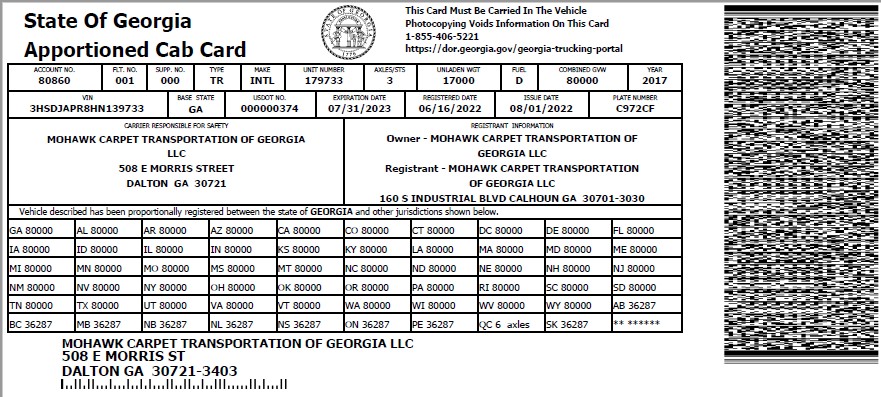 State Of Georgia
Apportioned Cab Card
STATE OF GEORGIA
1776
This Card Must Be Carried In The Vehicle
Photocopying Voids Information On This Card
1-855-406-5221
https://dor.georgia.gov/georgia-trucking-portal
ACCOUNT NO. FLT. NO. SUPP. NO. TYPE MAKE UNIT NUMBER AXLES/STS UNLADEN WGT FUEL COMBINED GVW YEAR
80860 001 000 TR INTL 179733 3 17000 D 80000 2017
VIN BASE STATE USDOT NO. EXPIRATION DATE REGISTERED DATE ISSUE DATE PLATE NUMBER
3HSDJAPR8HN139733 GA 000000374 07/31/2023 06/16/2022 08/01/2022 C972CF
CARRIER RESPONSIBLE FOR SAFETY
MOHAWK CARPET TRANSPORTATION OF GEORGIA
LLC
508 E MORRIS STREET
DALTON GA 30721
REGISTRANT INFORMATION
Owner - MOHAWK CARPET TRANSPORTATION OF
GEORGIA LLC
Registrant - MOHAWK CARPET TRANSPORTATION
OF GEORGIA LLC
160 S INDUSTRIAL BLVD CALHOUN GA 30701-3030
Vehicle described has been proportionally registered between the state of GEORGIA and other jurisdictions shown below.
GA 80000 AL 80000 AR 80000 AZ 80000 CA 80000 CO 80000 CT 80000 DC 80000 DE 80000 FL 80000
IA 80000 ID 80000 IL 80000 IN 80000 KS 80000 KY 80000 LA 80000 MA 80000 MD 80000 ME 80000
MI 80000 MN 80000 MO 80000 MS 80000 MT 80000 NC 80000 ND 80000 NE 80000 NH 80000 NJ 80000
NM 80000 NV 80000 NY 80000 OH 80000 OK 80000 OR 80000 PA 80000 RI 80000 SC 80000 SD 80000
TN 80000 TX 80000 UT 80000 VA 80000 VT 80000 WA 80000 WI 80000 WV 80000 WY 80000 AB 36287
BC 36287 MB 36287 NB 36287 NL 36287 NS 36287 ON 36287 PE 36287 QC 6 axles SK 36287 ** ******
MOHAWK CARPET TRANSPORTATION OF GEORGIA LLC
508 E MORRIS ST
DALTON GA 30721-3403